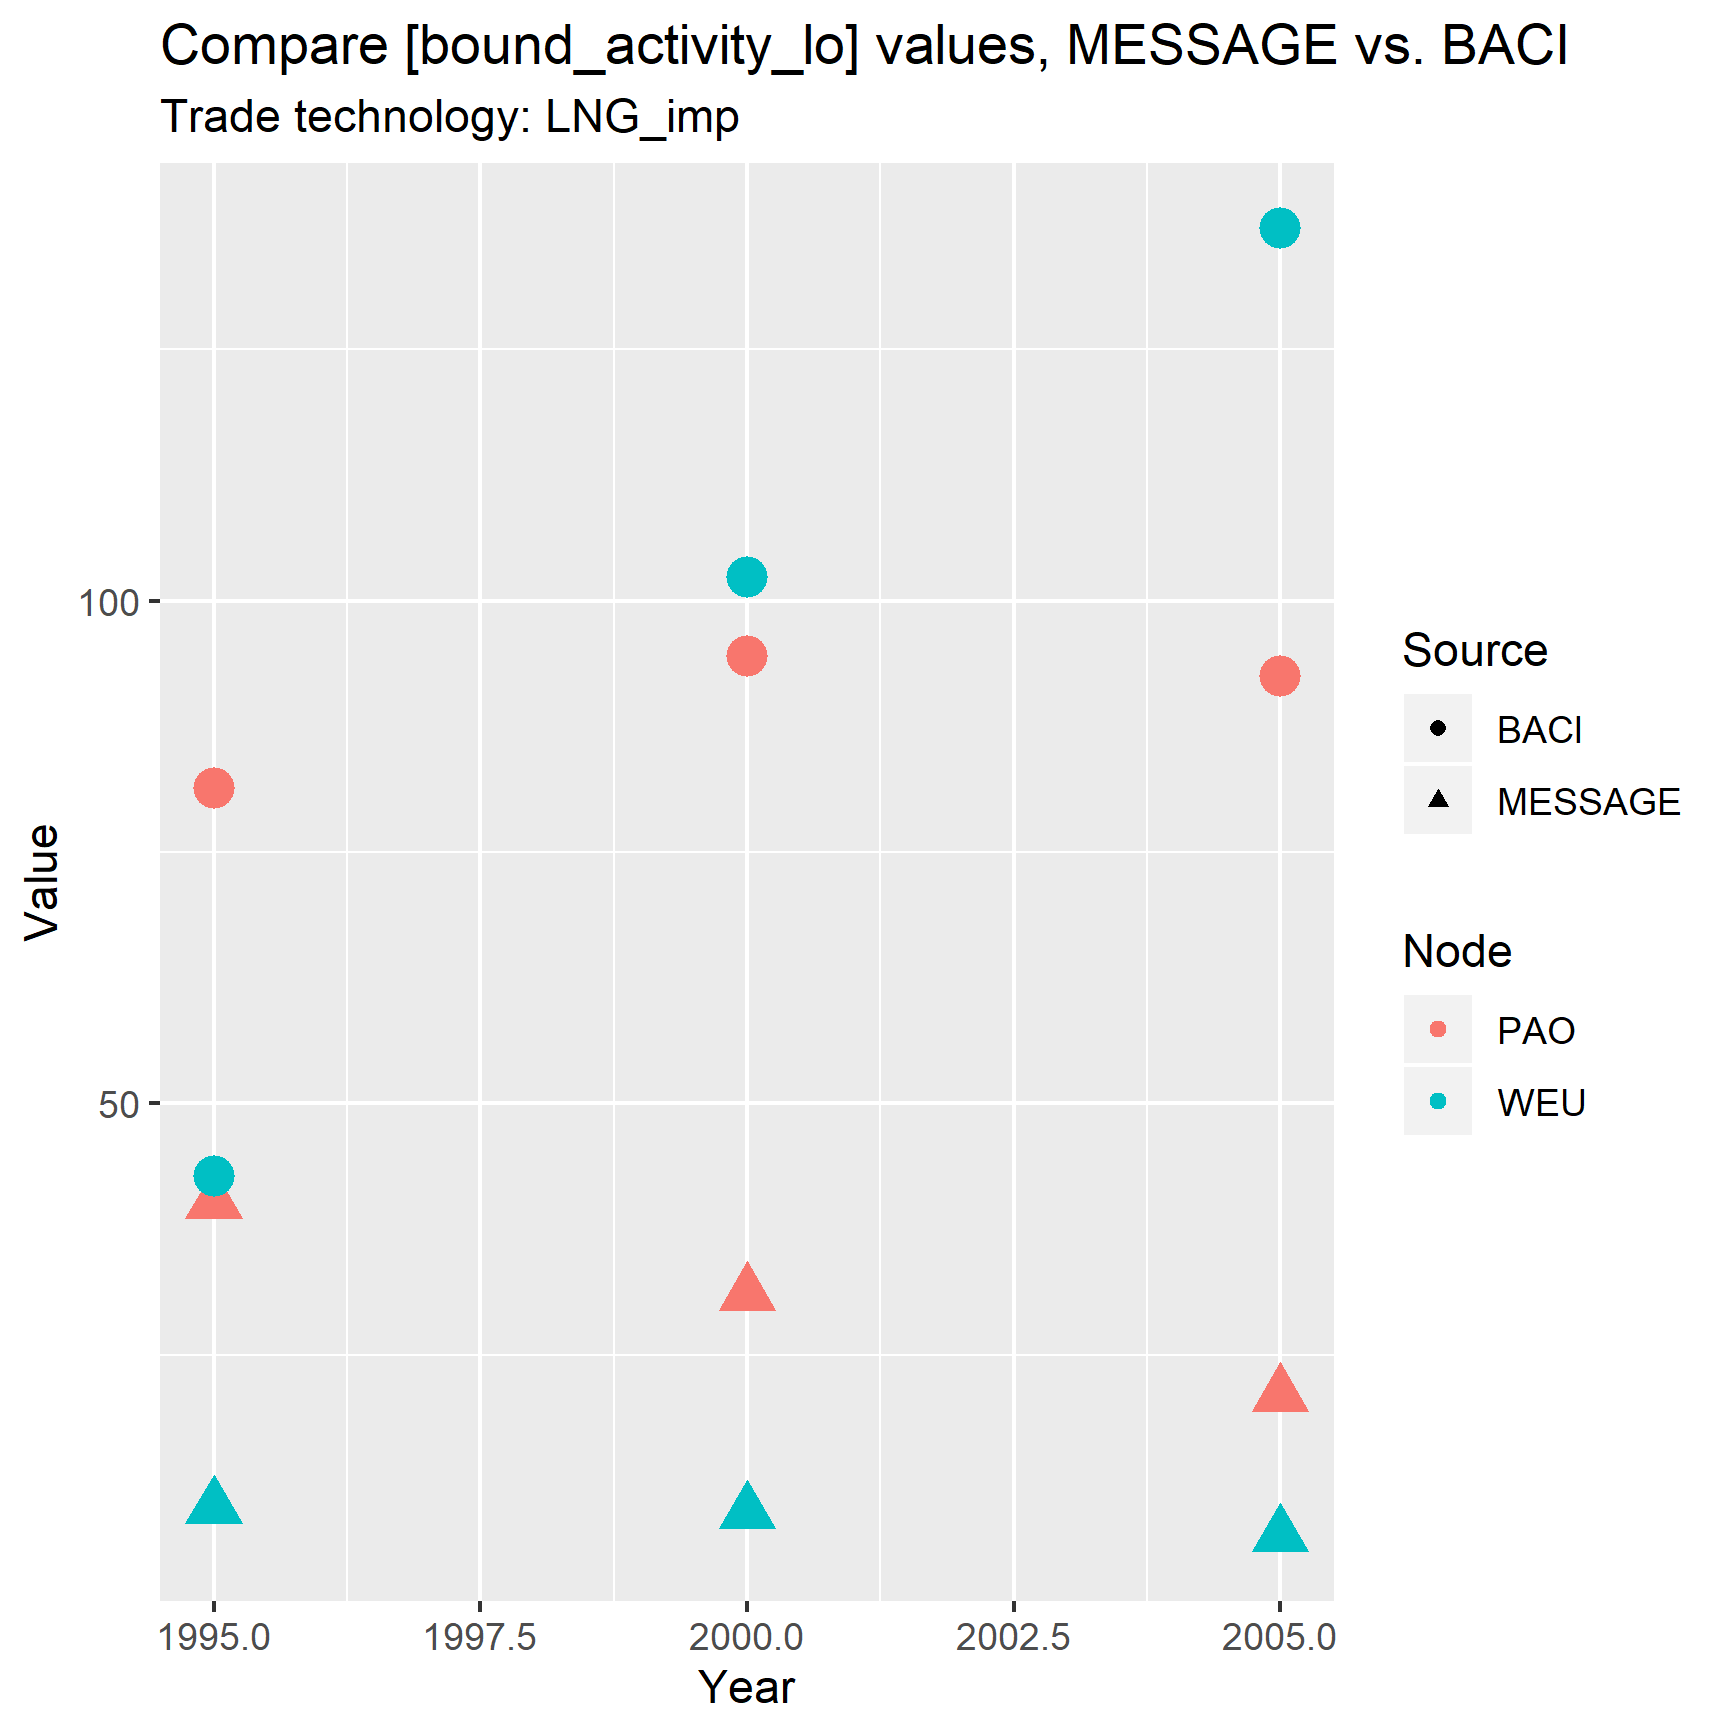 Compare [bound_activity_lo] values, MESSAGE vs. BACI
Trade technology: LNG_imp
100
50
Value
1995.0 1997.5 2000.0 2002.5 2005.0
Year
Source
BACI
MESSAGE
Node
PAO
WEU